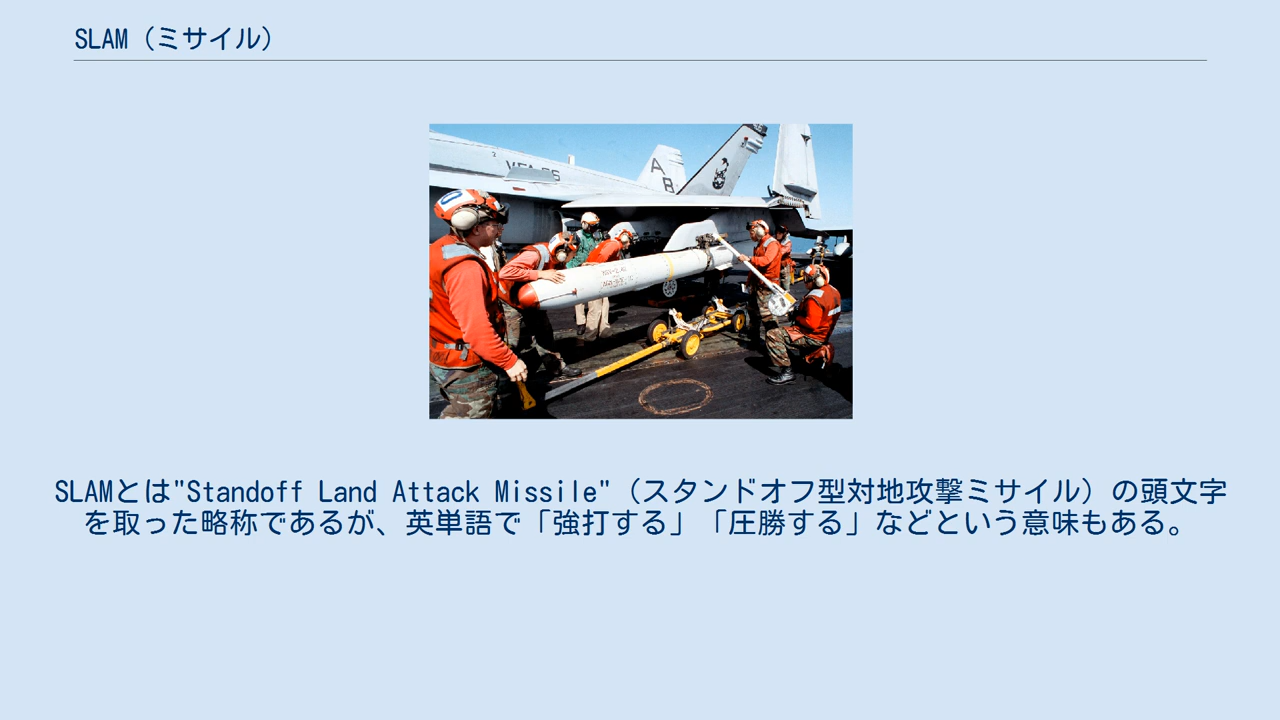 SLAM（ミサイル）
AB
SLAMとは"Standoff Land Attack Missile"（スタンドオフ型対地攻撃ミサイル）の頭文字
を取った略称であるが、英単語で「強打する」「圧勝する」などという意味もある。